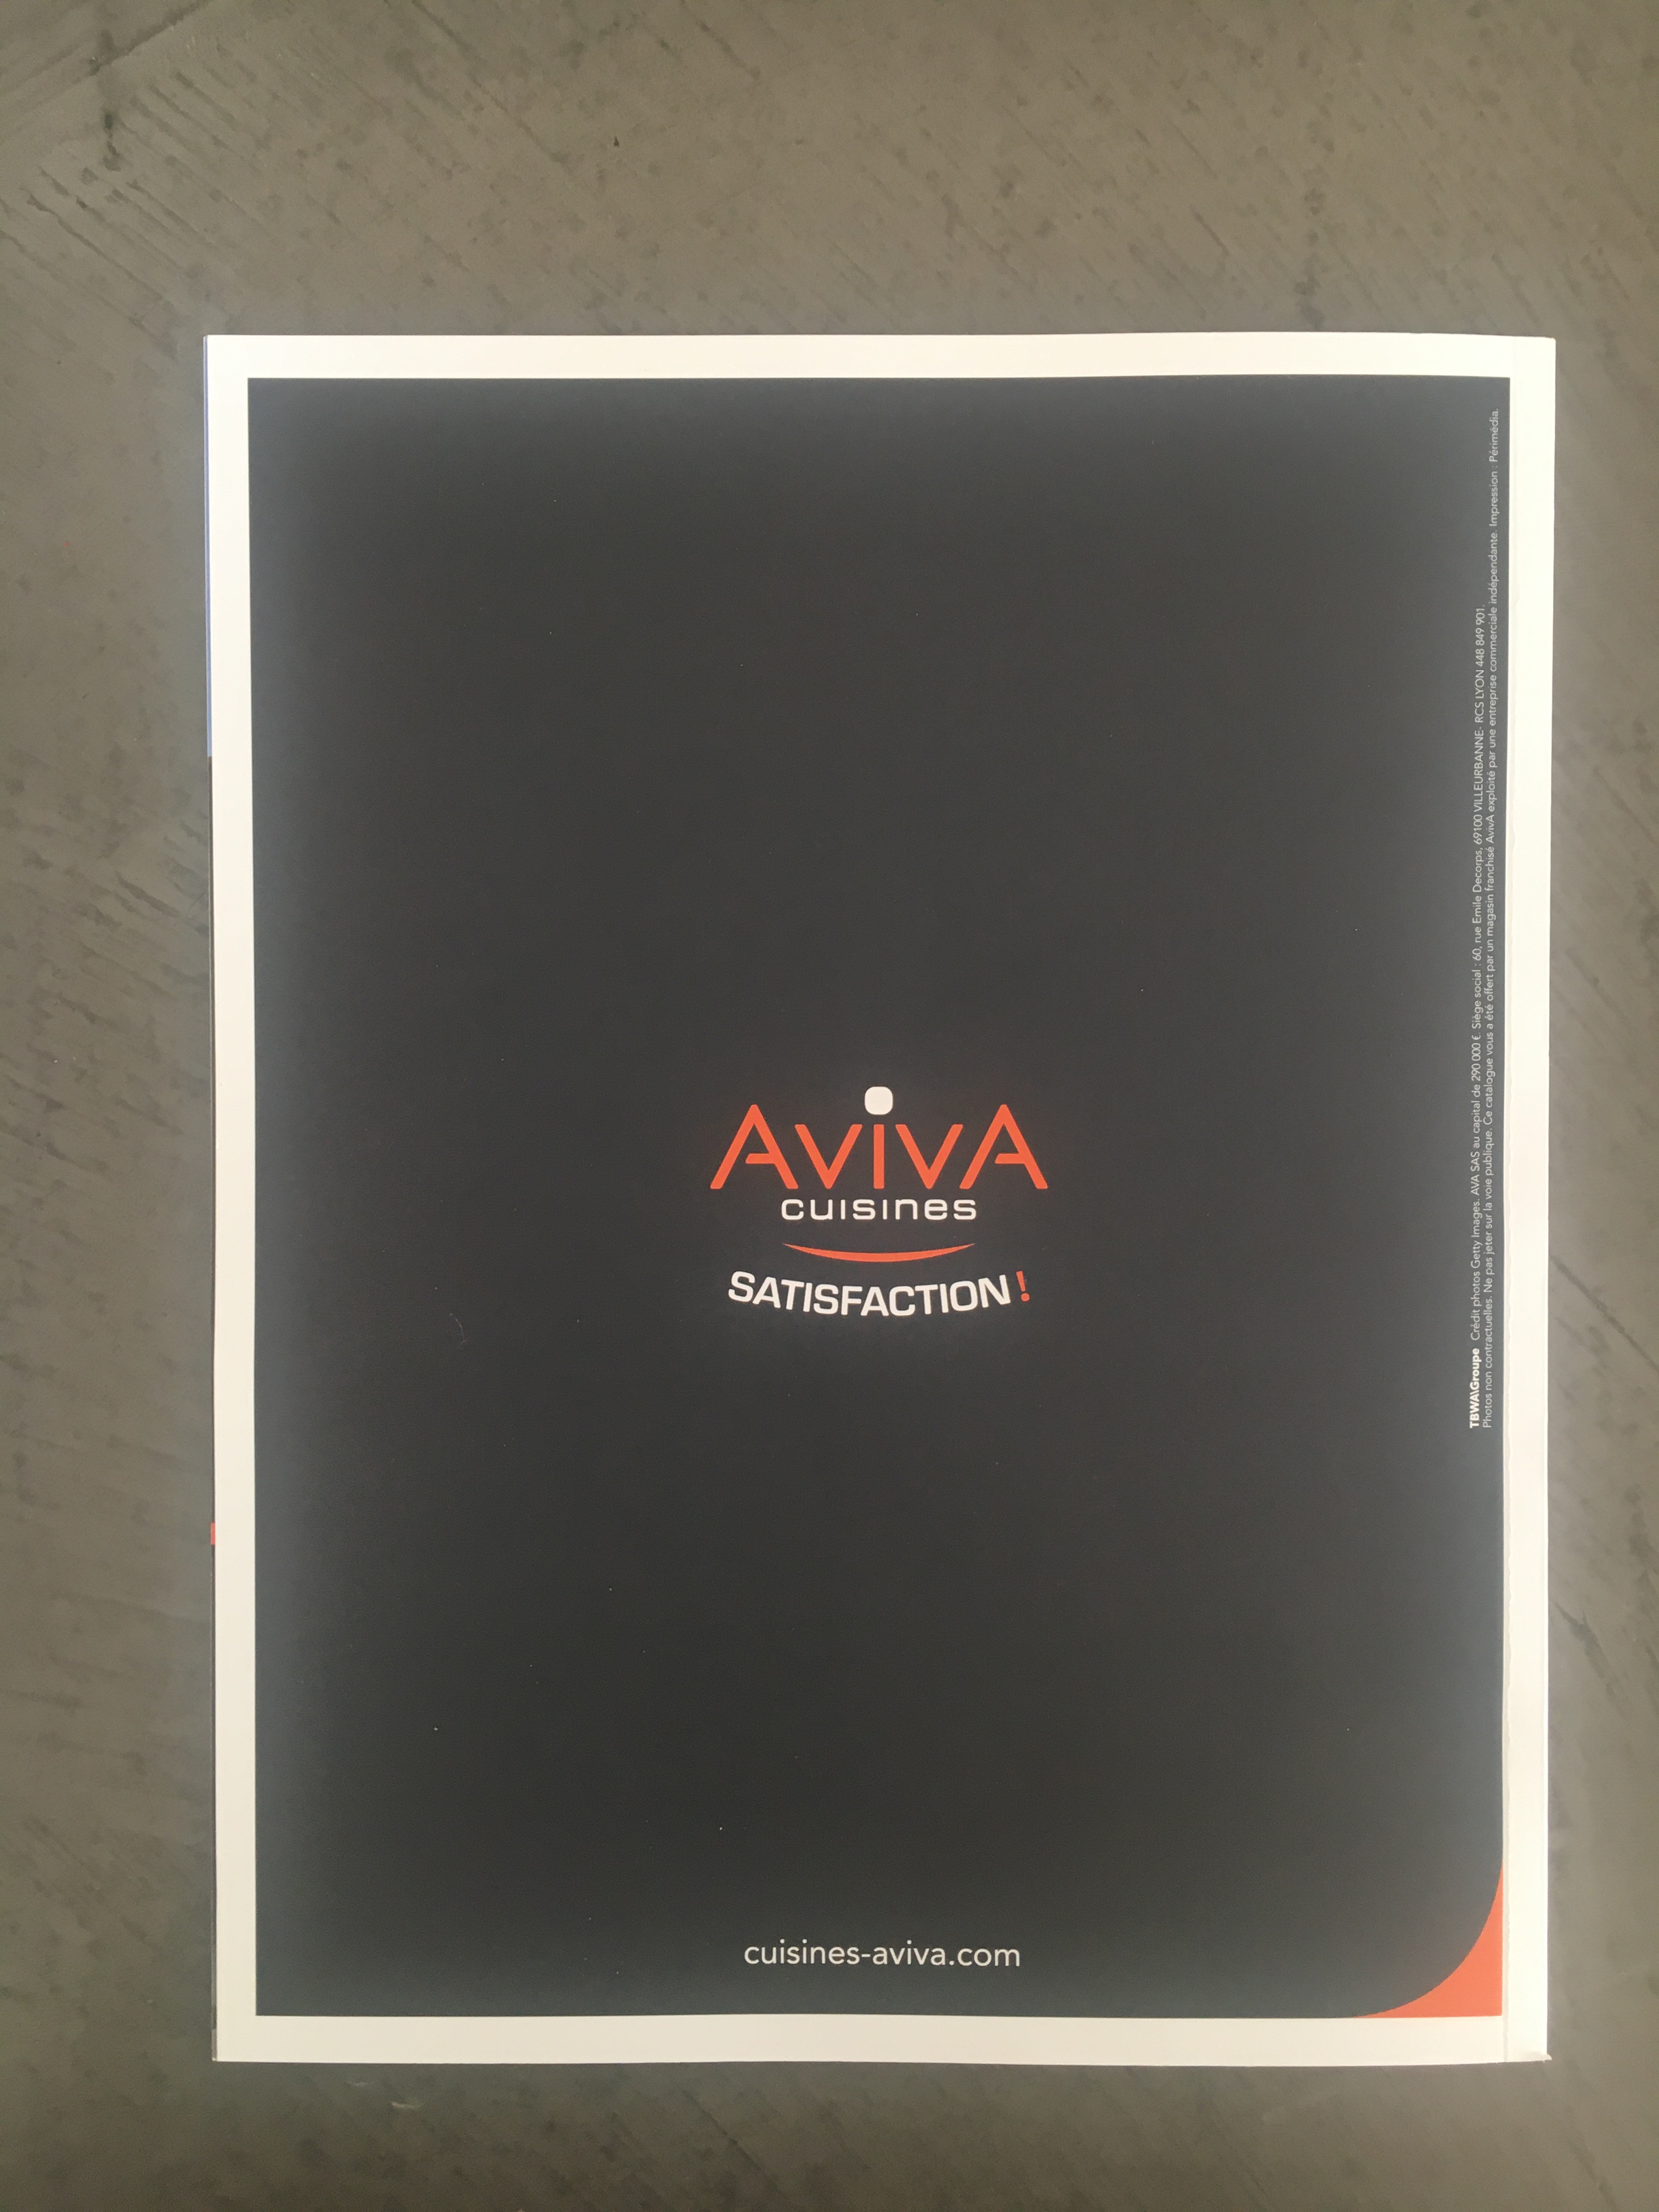 AvivA
cuisines
SATISFACTION !
cuisines-aviva.com
TBWA\Groupe Crédit photos Getty Images. AVA SAS au capital de 290 000 €. Siège social : 60, rue Emile Decorps, 69100 VILLEURBANNE- RCS LYON 448 849 901.
Photos non contractuelles. Ne pas jeter sur la voie publique. Ce catalogue vous a été offert par un magasin franchisé AvivA exploité par une entreprise commerciale indépendante. Impression : Périmédia.